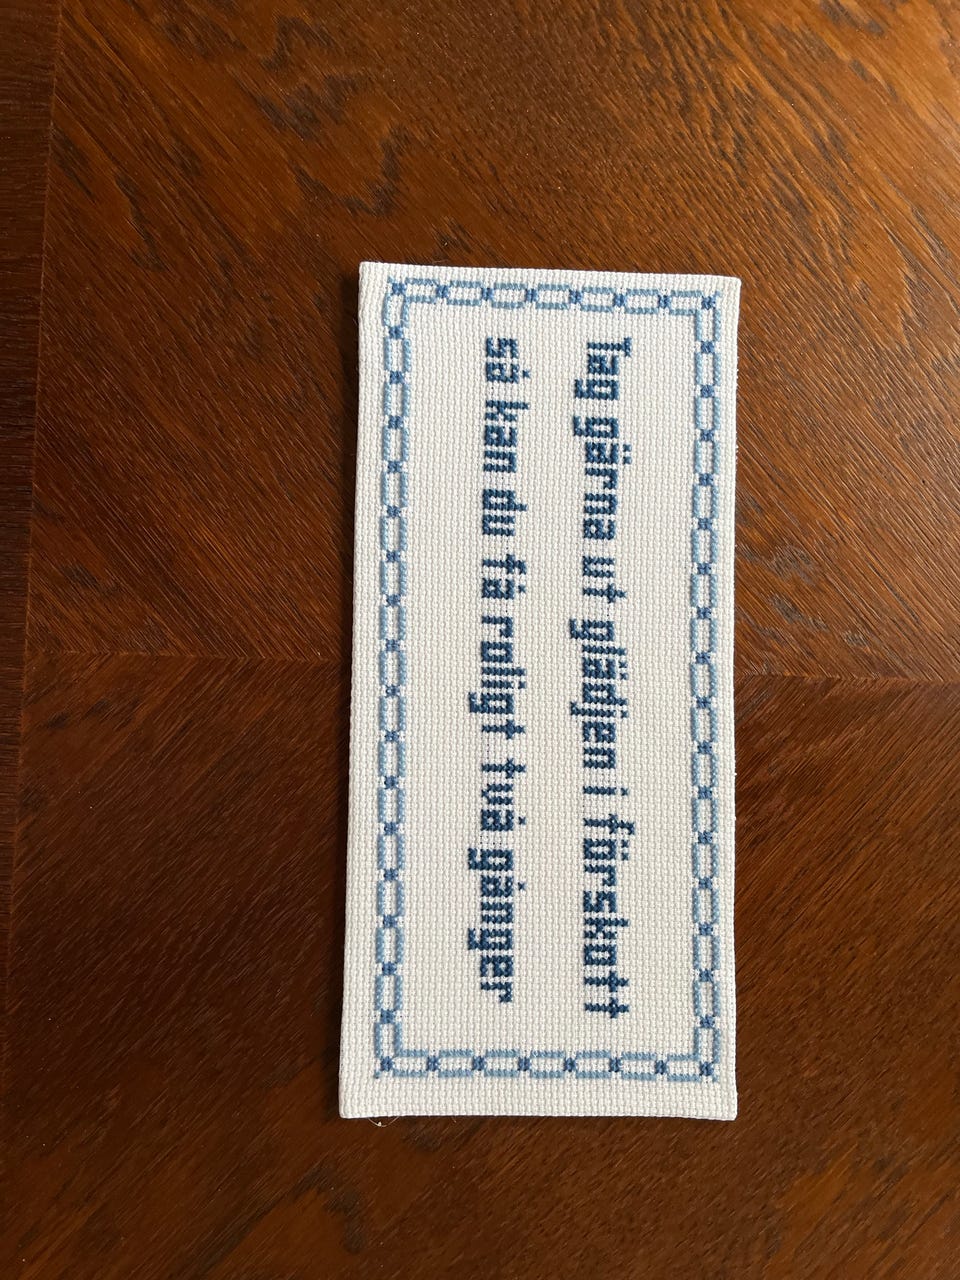 Tag gärna ut glädjen i förskott
så kan du få roligt två gånger